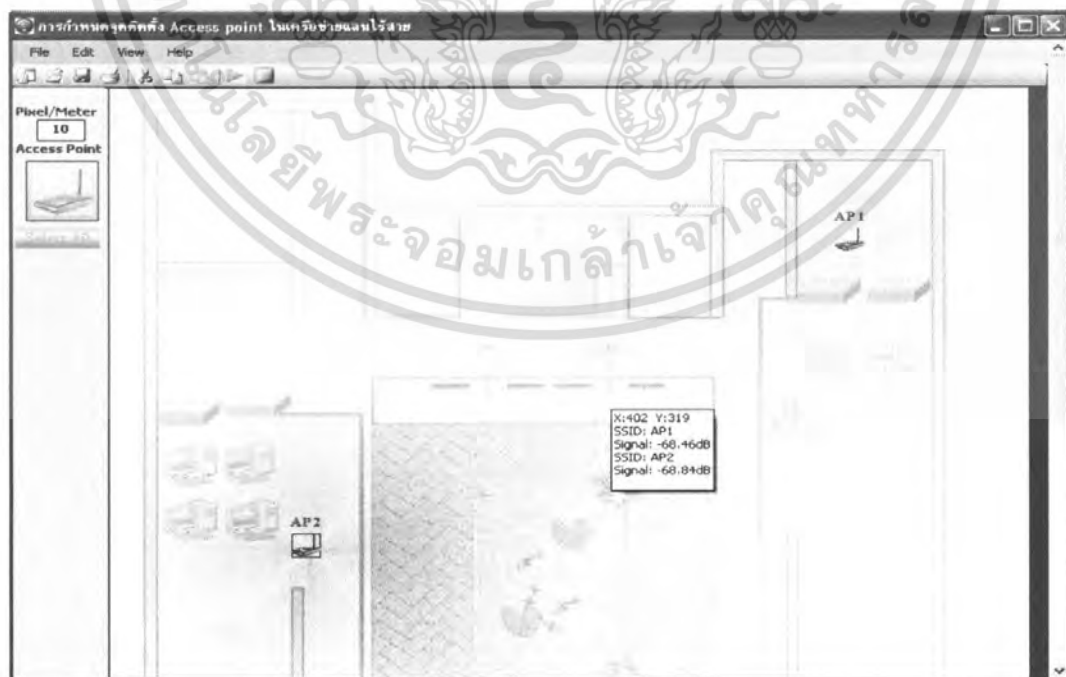 การกำหนดจุดติดตั้ง Access point ในเครือข่ายแลนไร้สาย
File Edit View Help
Pixel/Meter
10
Access Point
Select AP
AP1
X:402 Y:319
SSID: AP1
Signal: -68.46dB
SSID: AP2
Signal: -68.84dB
AP2